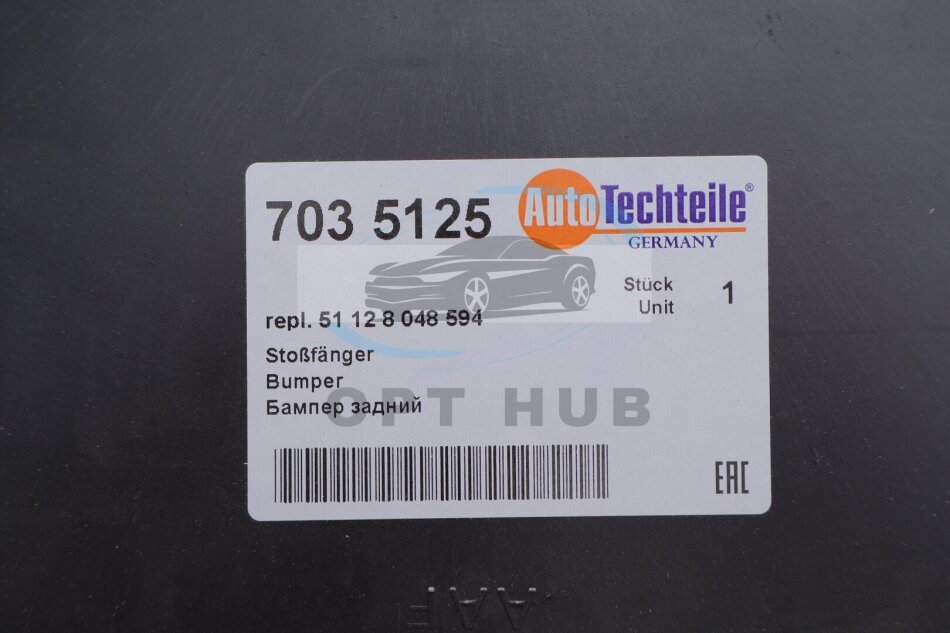 703 5125
AutoTechteile®
GERMANY
Stück
Unit
1
repl. 51 12 8 048 594
Stoßfänger
Bumper
Бампер задний
OPT HUB
EAC